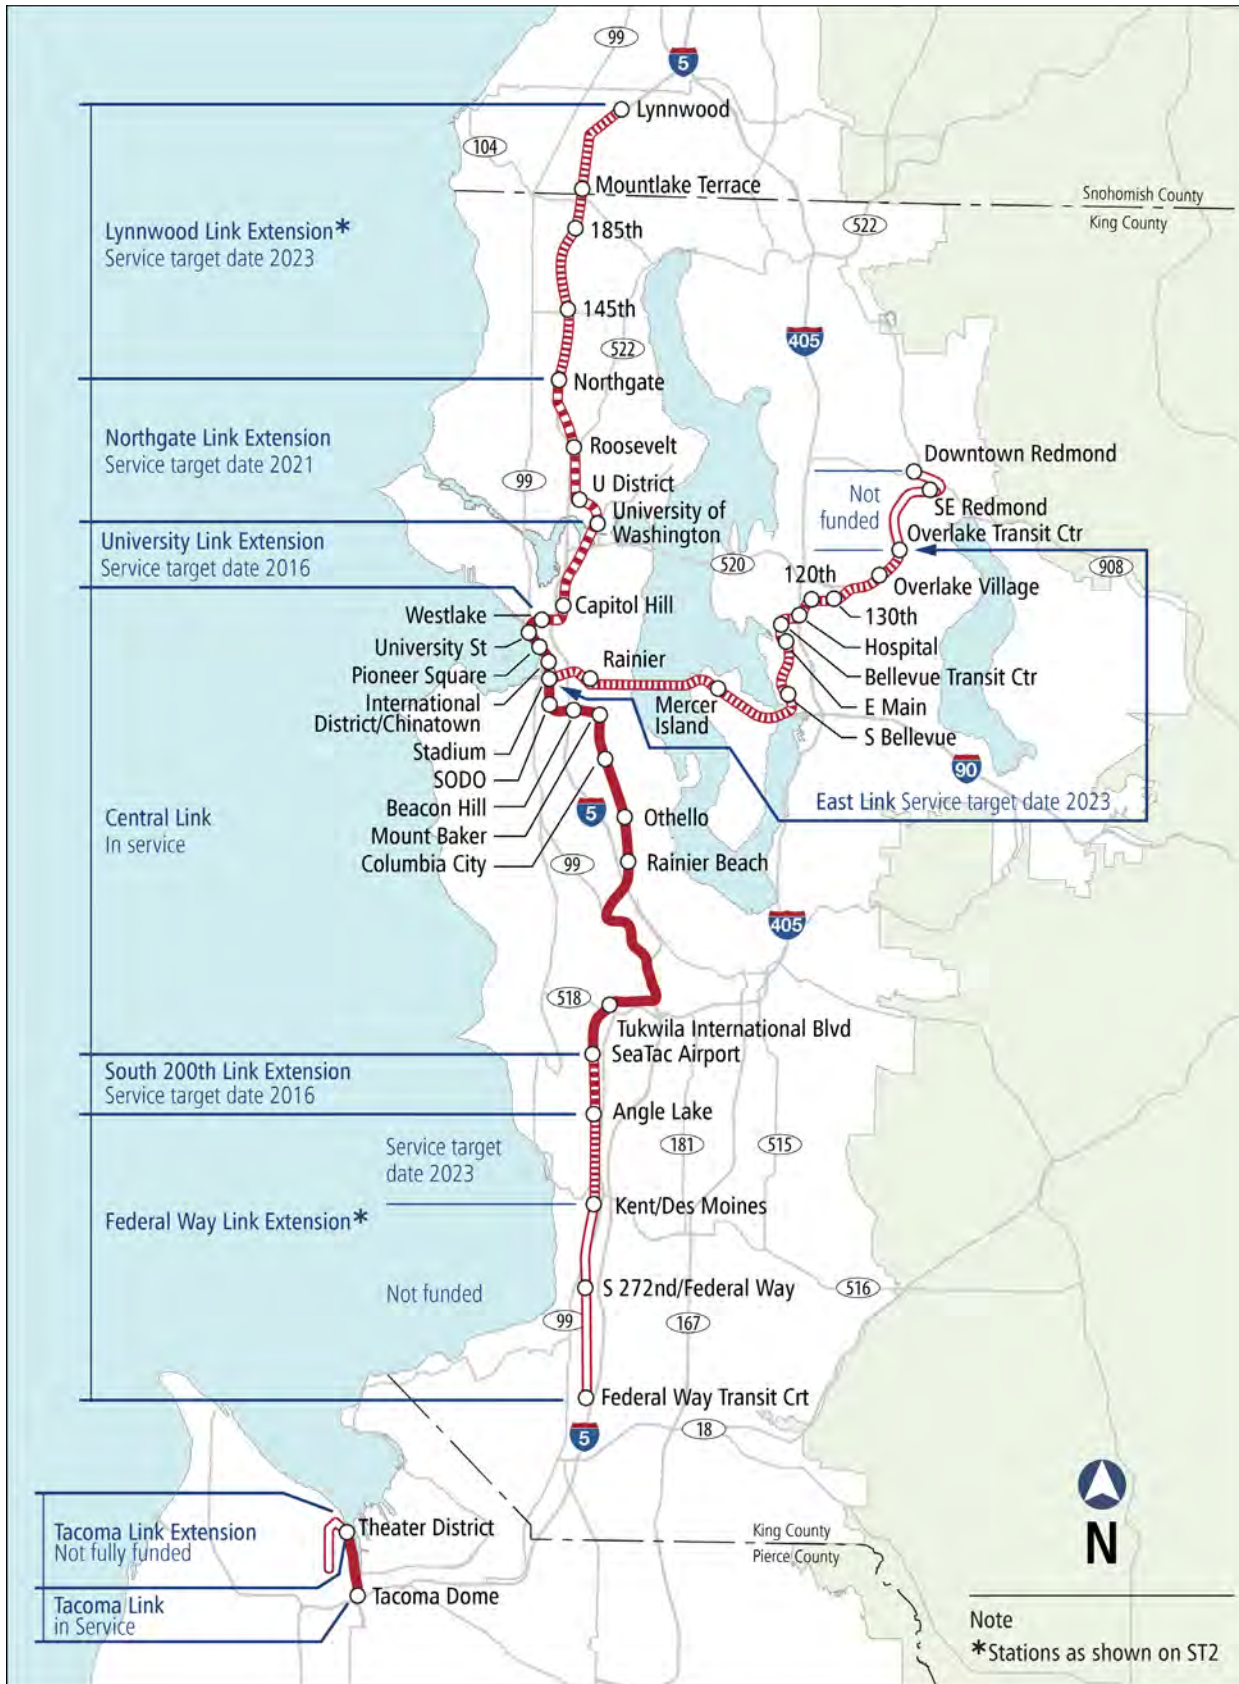 99
5
Lynnwood
104
Mountlake Terrace
Snohomish County
King County
522
185th
Lynnwood Link Extension*
Service target date 2023
145th
405
522
Northgate
Northgate Link Extension
Service target date 2021
Roosevelt
Downtown Redmond
99
U District
Not
funded
SE Redmond
University of
Washington
University Link Extension
Service target date 2016
Overlake Transit Ctr
520
908
120th
Overlake Village
Westlake
Capitol Hill
130th
University St
Hospital
Pioneer Square
Rainier
Bellevue Transit Ctr
International
District/Chinatown
Mercer
Island
E Main
S Bellevue
Stadium
SODO
90
Beacon Hill
East Link Service target date 2023
Central Link
In service
5
Othello
Mount Baker
Columbia City
99
Rainier Beach
405
518
Tukwila International Blvd
SeaTac Airport
South 200th Link Extension
Service target date 2016
Angle Lake
Service target
date 2023
181
515
Kent/Des Moines
Federal Way Link Extension*
S 272nd/Federal Way
516
Not funded
99
167
Federal Way Transit Crt
5
18
N
Theater District
Tacoma Link Extension
Not fully funded
King County
Pierce County
Tacoma Dome
Tacoma Link
in Service
Note
*Stations as shown on ST2